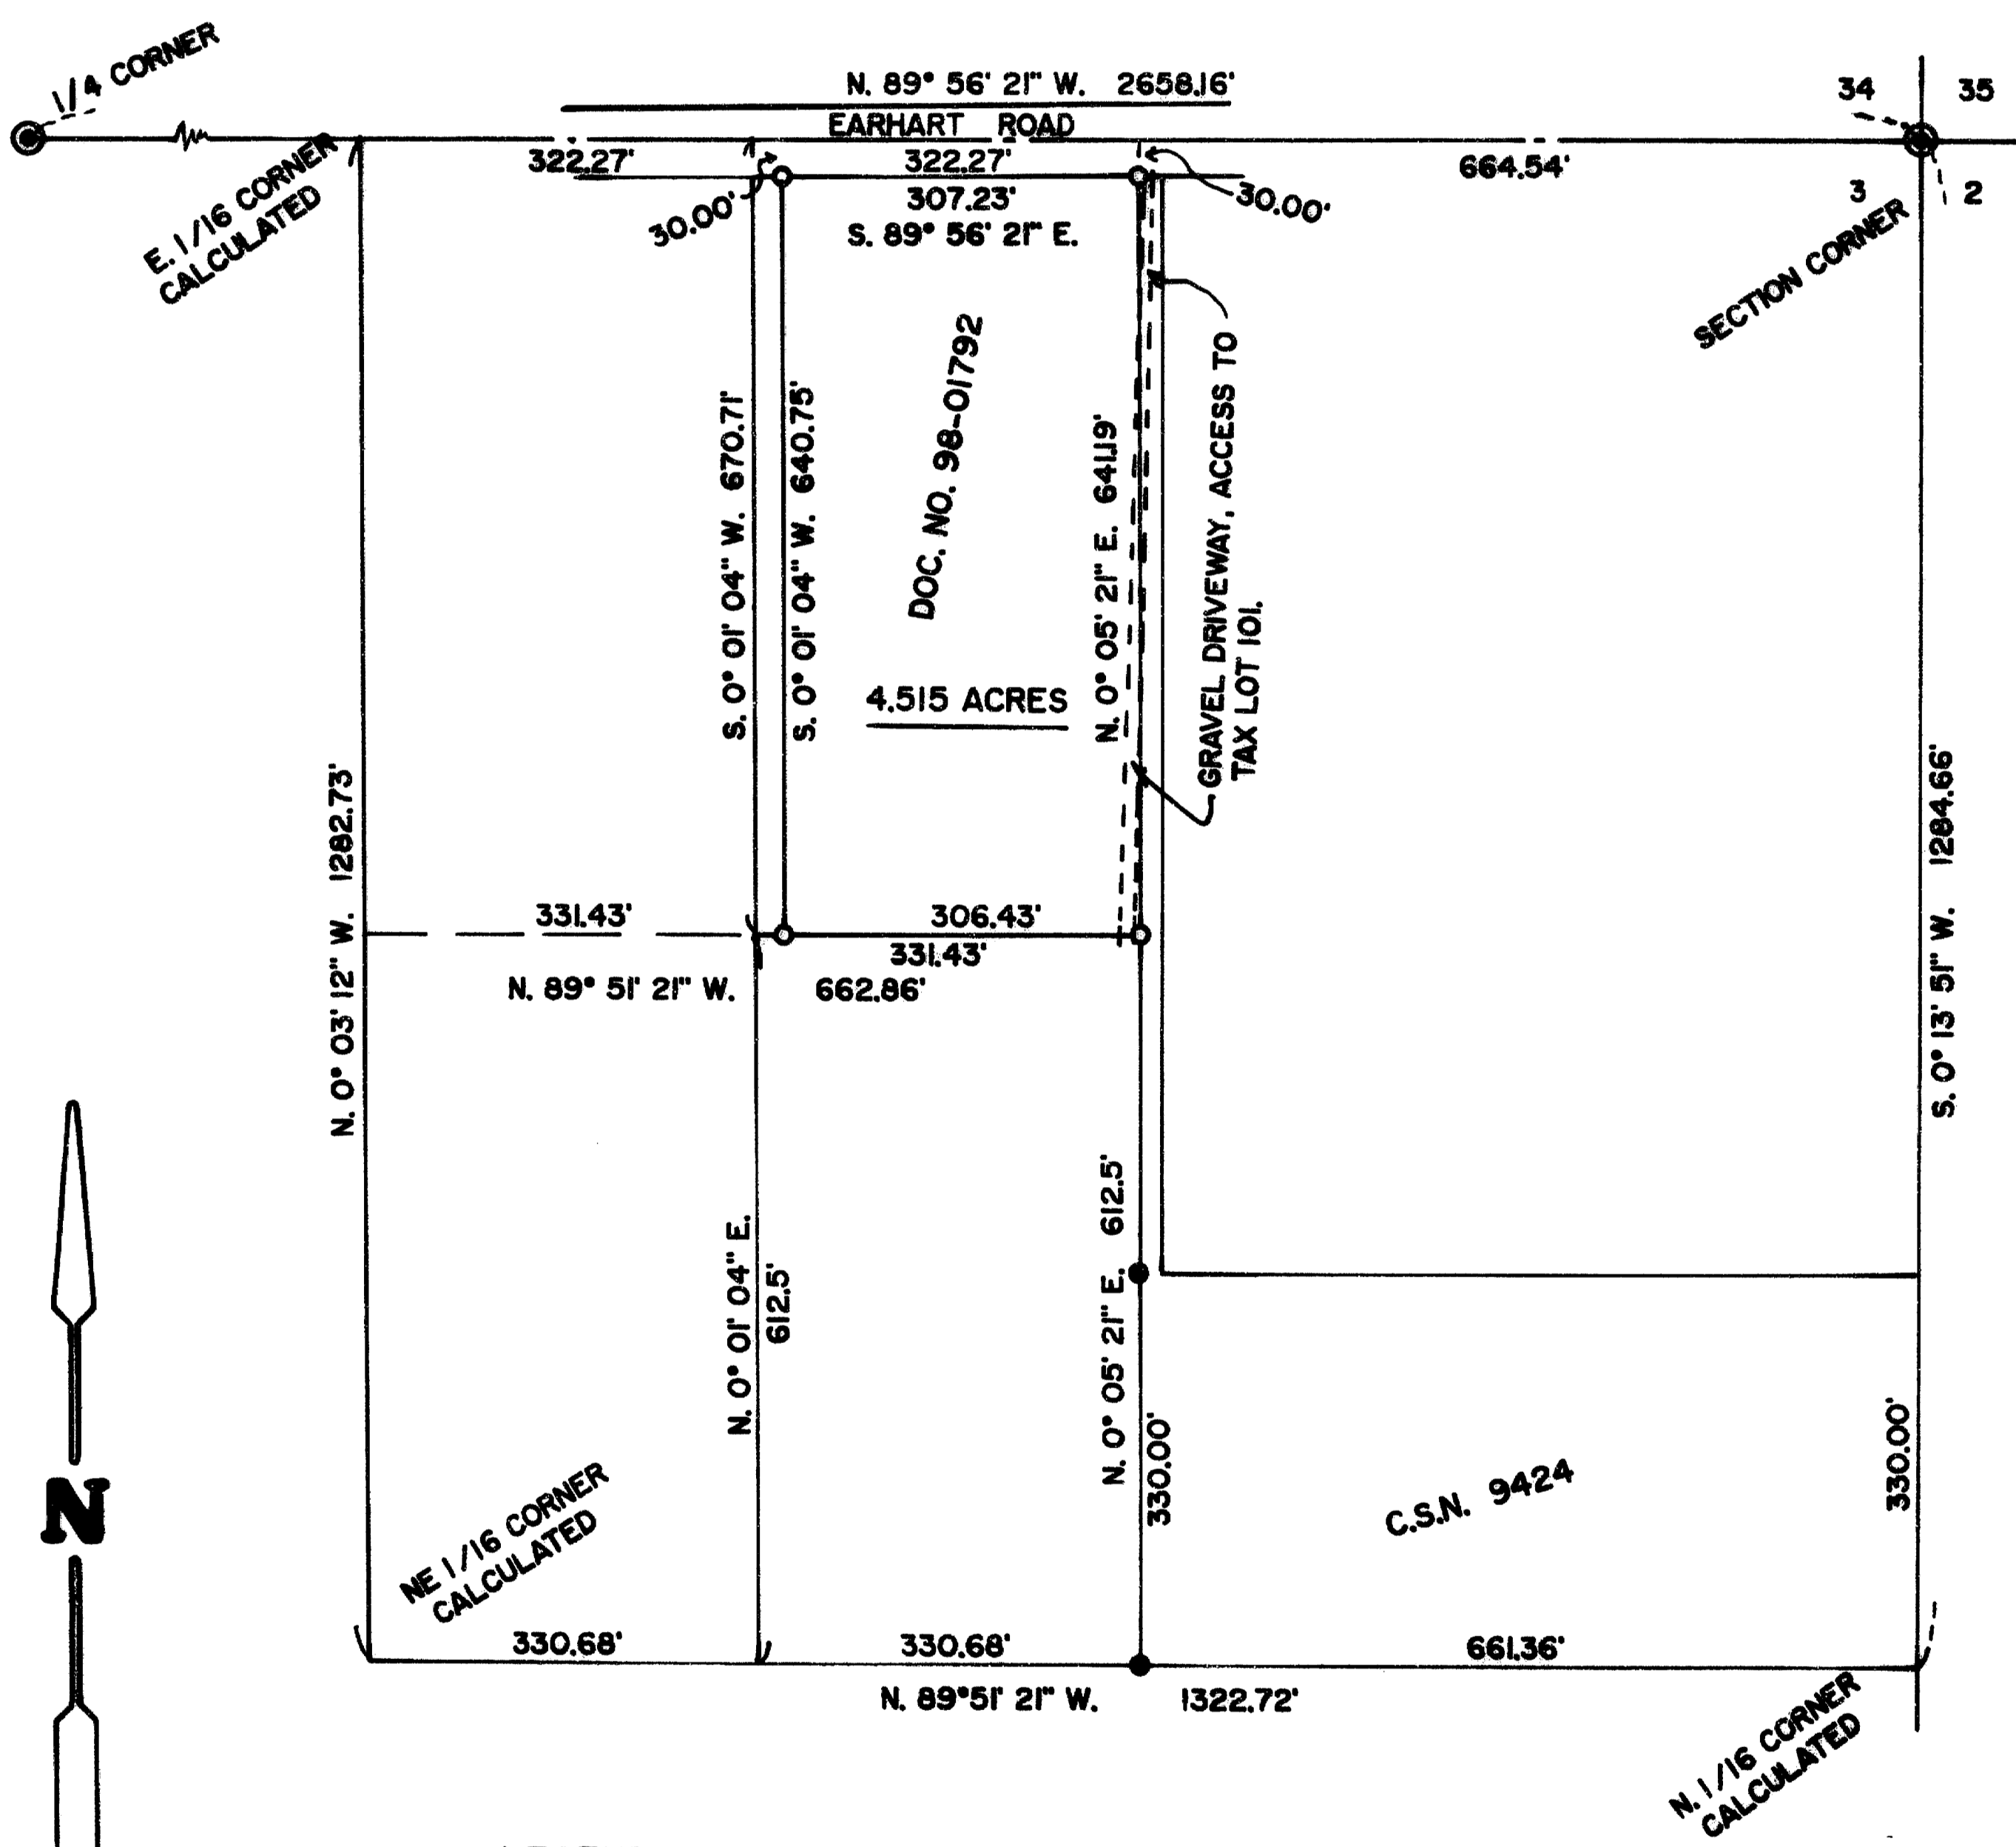 1/4 CORNER
N. 89° 56' 21" W. 2658.16'
34
35
EARHART ROAD
322.27'
322.27'
664.54'
3
2
E. 1/16 CORNER
CALCULATED
30.00'
307.23'
30.00'
S. 89° 56' 21" E.
SECTION CORNER
DOC. NO. 98-01792
S. 0° 01' 04" W. 670.71'
S. 0° 01' 04" W. 640.75'
N. 0° 05' 21" E. 641.19'
GRAVEL DRIVEWAY, ACCESS TO
TAX LOT 101.
4.515 ACRES
N. 0° 03' 12" W. 1282.73'
S. 0° 13' 51" W. 1284.66'
331.43'
306.43'
331.43'
N. 89° 51' 21" W. 662.86'
N. 0° 01' 04" E.
612.5'
N. 0° 05' 21" E. 612.5'
330.00'
330.00'
C.S.N. 9424
NE 1/16 CORNER
CALCULATED
N
330.68'
330.68'
661.36'
N. 89° 51' 21" W. 1322.72'
N. 1/16 CORNER
CALCULATED